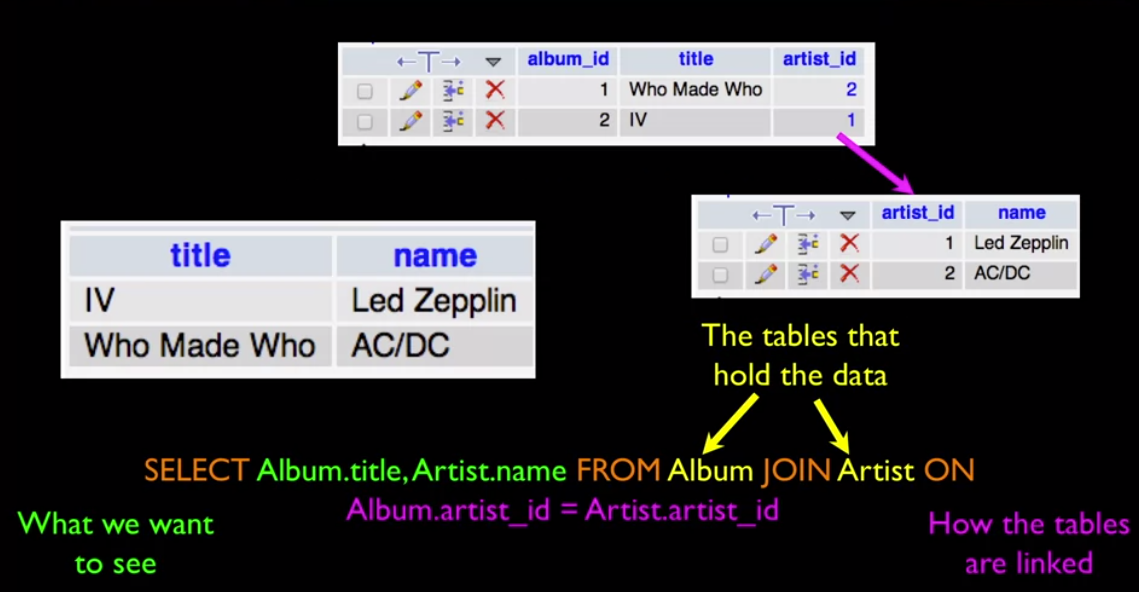 album_id title artist_id
1 Who Made Who 2
2 IV 1
artist_id name
1 Led Zepplin
2 AC/DC
title name
IV Led Zepplin
Who Made Who AC/DC
The tables that
hold the data
SELECT Album.title, Artist.name FROM Album JOIN Artist ON
Album.artist_id = Artist.artist_id
What we want
to see
How the tables
are linked